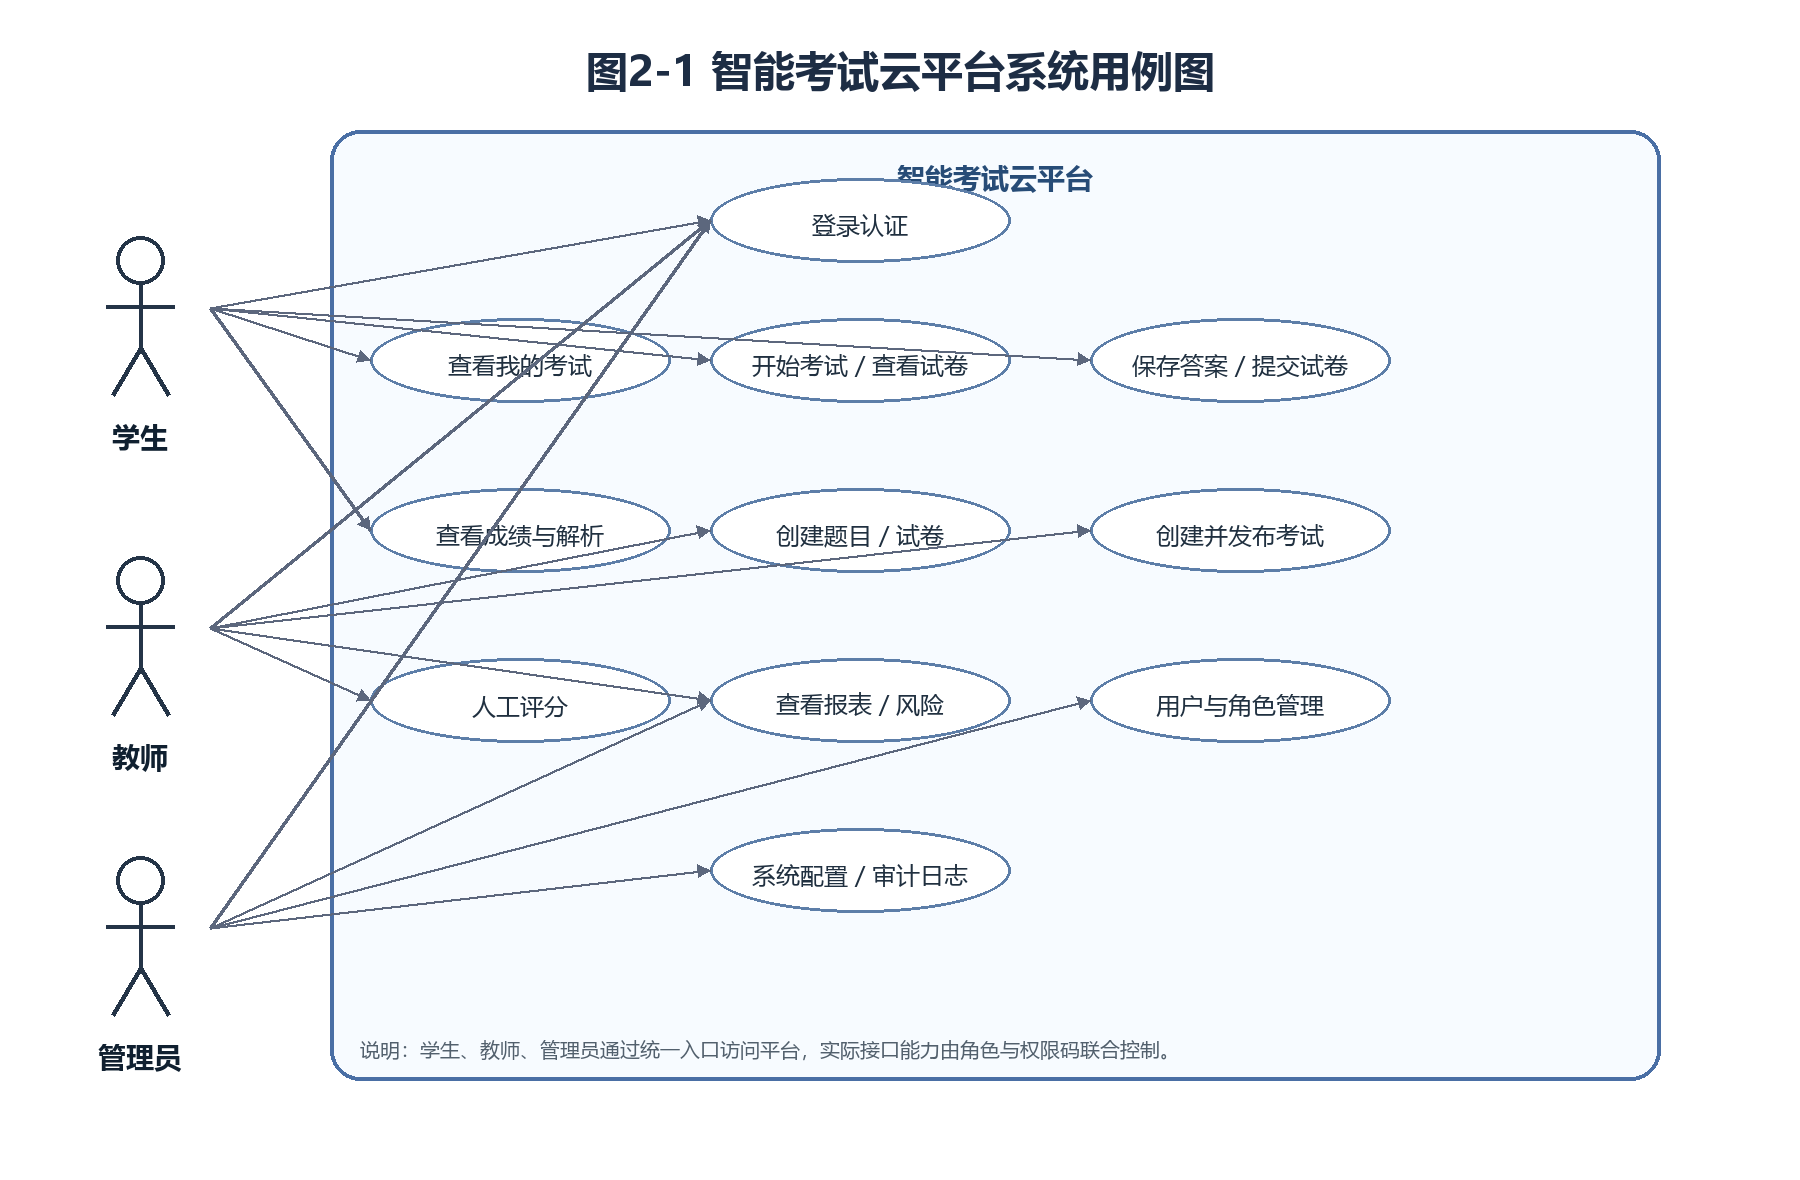 图2-1 智能考试云平台系统用例图
智能考试云平台
登录认证
查看我的考试
开始考试 / 查看试卷
保存答案 / 提交试卷
学生
查看成绩与解析
创建题目 / 试卷
创建并发布考试
人工评分
查看报表 / 风险
用户与角色管理
教师
系统配置 / 审计日志
管理员
说明：学生、教师、管理员通过统一入口访问平台，实际接口能力由角色与权限码联合控制。